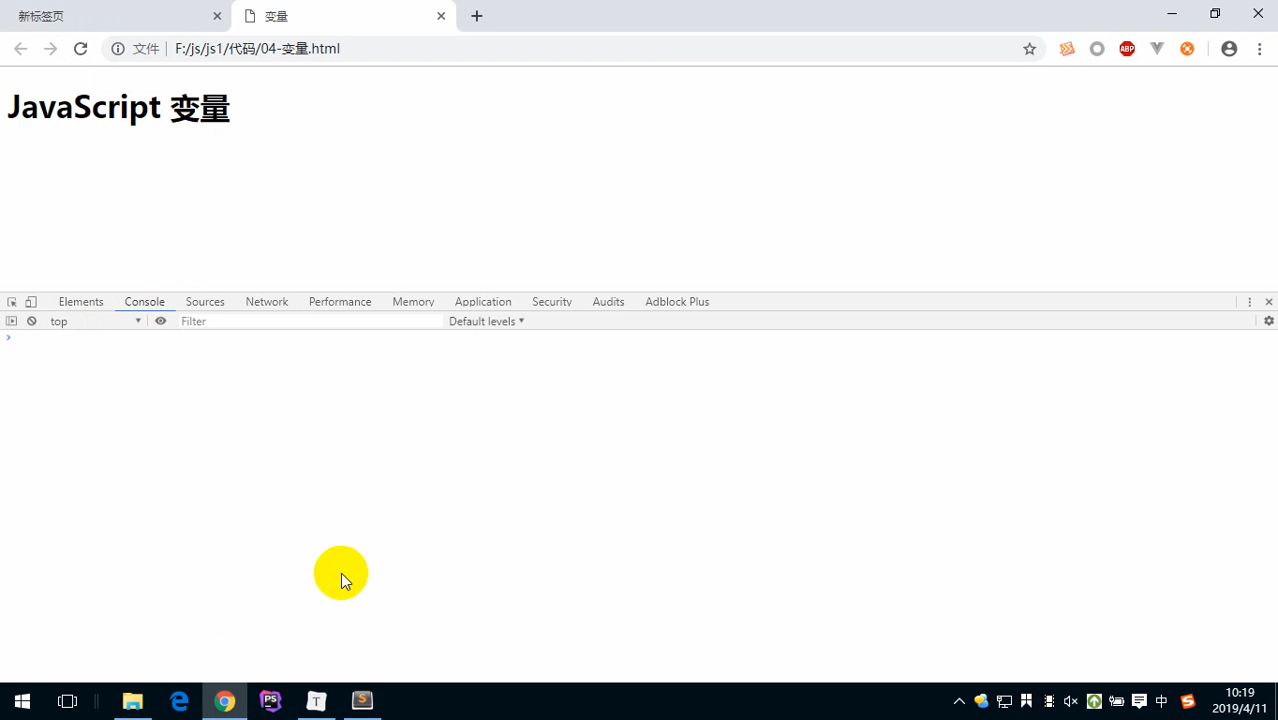 新标签页
变量
文件 F:/js/js1/代码/04-变量.html
ABP
JavaScript 变量
Elements Console Sources Network Performance Memory Application Security Audits Adblock Plus
top Filter Default levels
PS T S 中 S
10:19
2019/4/11